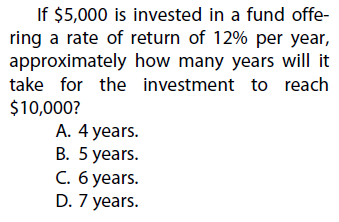 If $5,000 is invested in a fund offe-
ring a rate of return of 12% per year,
approximately how many years will it
take for the investment to reach
$10,000?
A. 4 years.
B. 5 years.
C. 6 years.
D. 7 years.